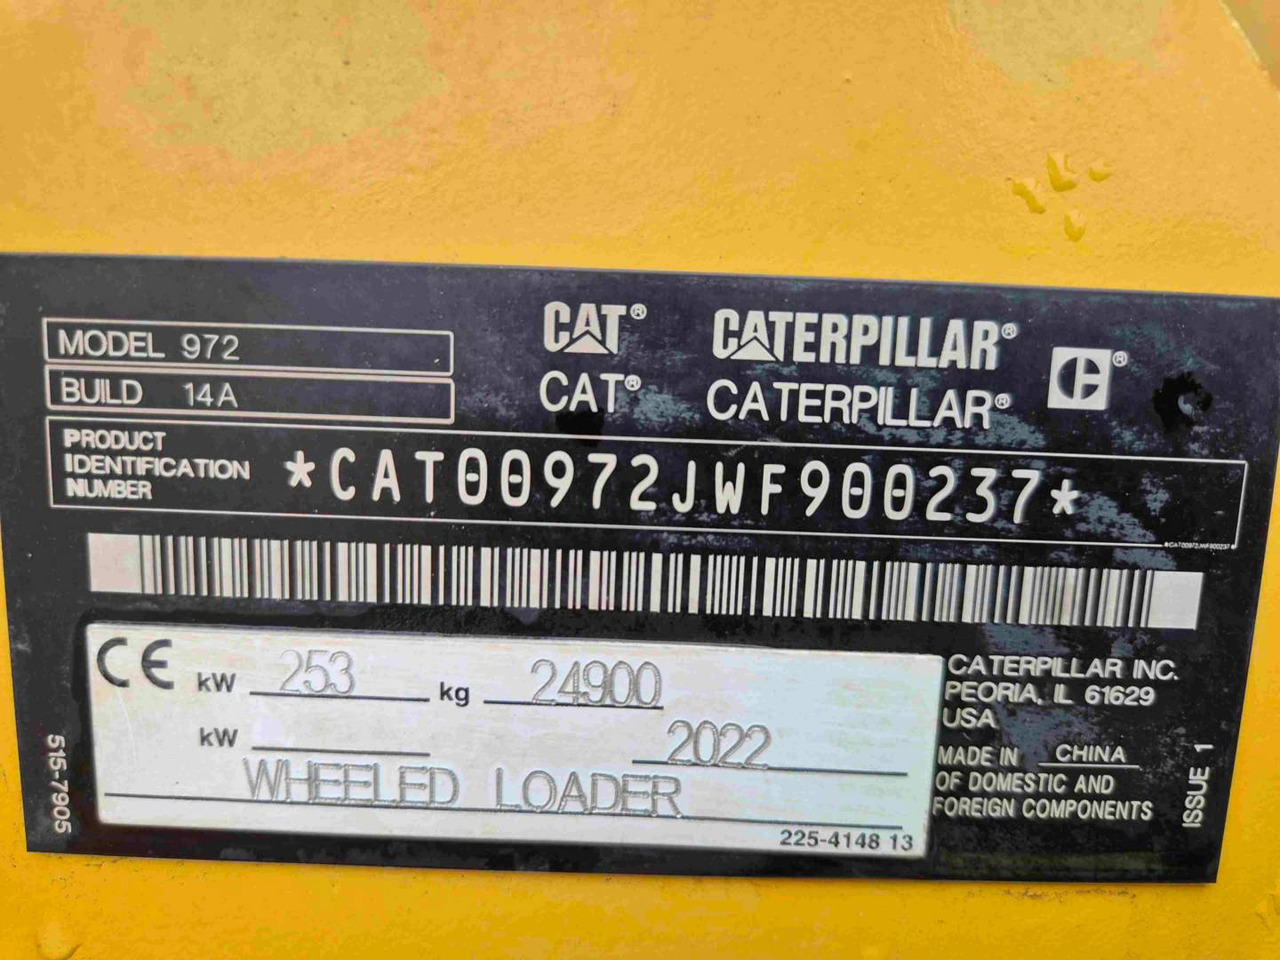 MODEL 972
BUILD 14A
CAT® CATERPILLAR®
CAT® CATERPILLAR®
PRODUCT
IDENTIFICATION
NUMBER
*CAT00972JWF900237*
*CAT00972JWF900237*
CE kW 253 kg 24900
kW 2022
WHEELED LOADER
225-4148 13
515-7905
CATERPILLAR INC.
PEORIA, IL 61629
USA
MADE IN CHINA
OF DOMESTIC AND
FOREIGN COMPONENTS
ISSUE 1